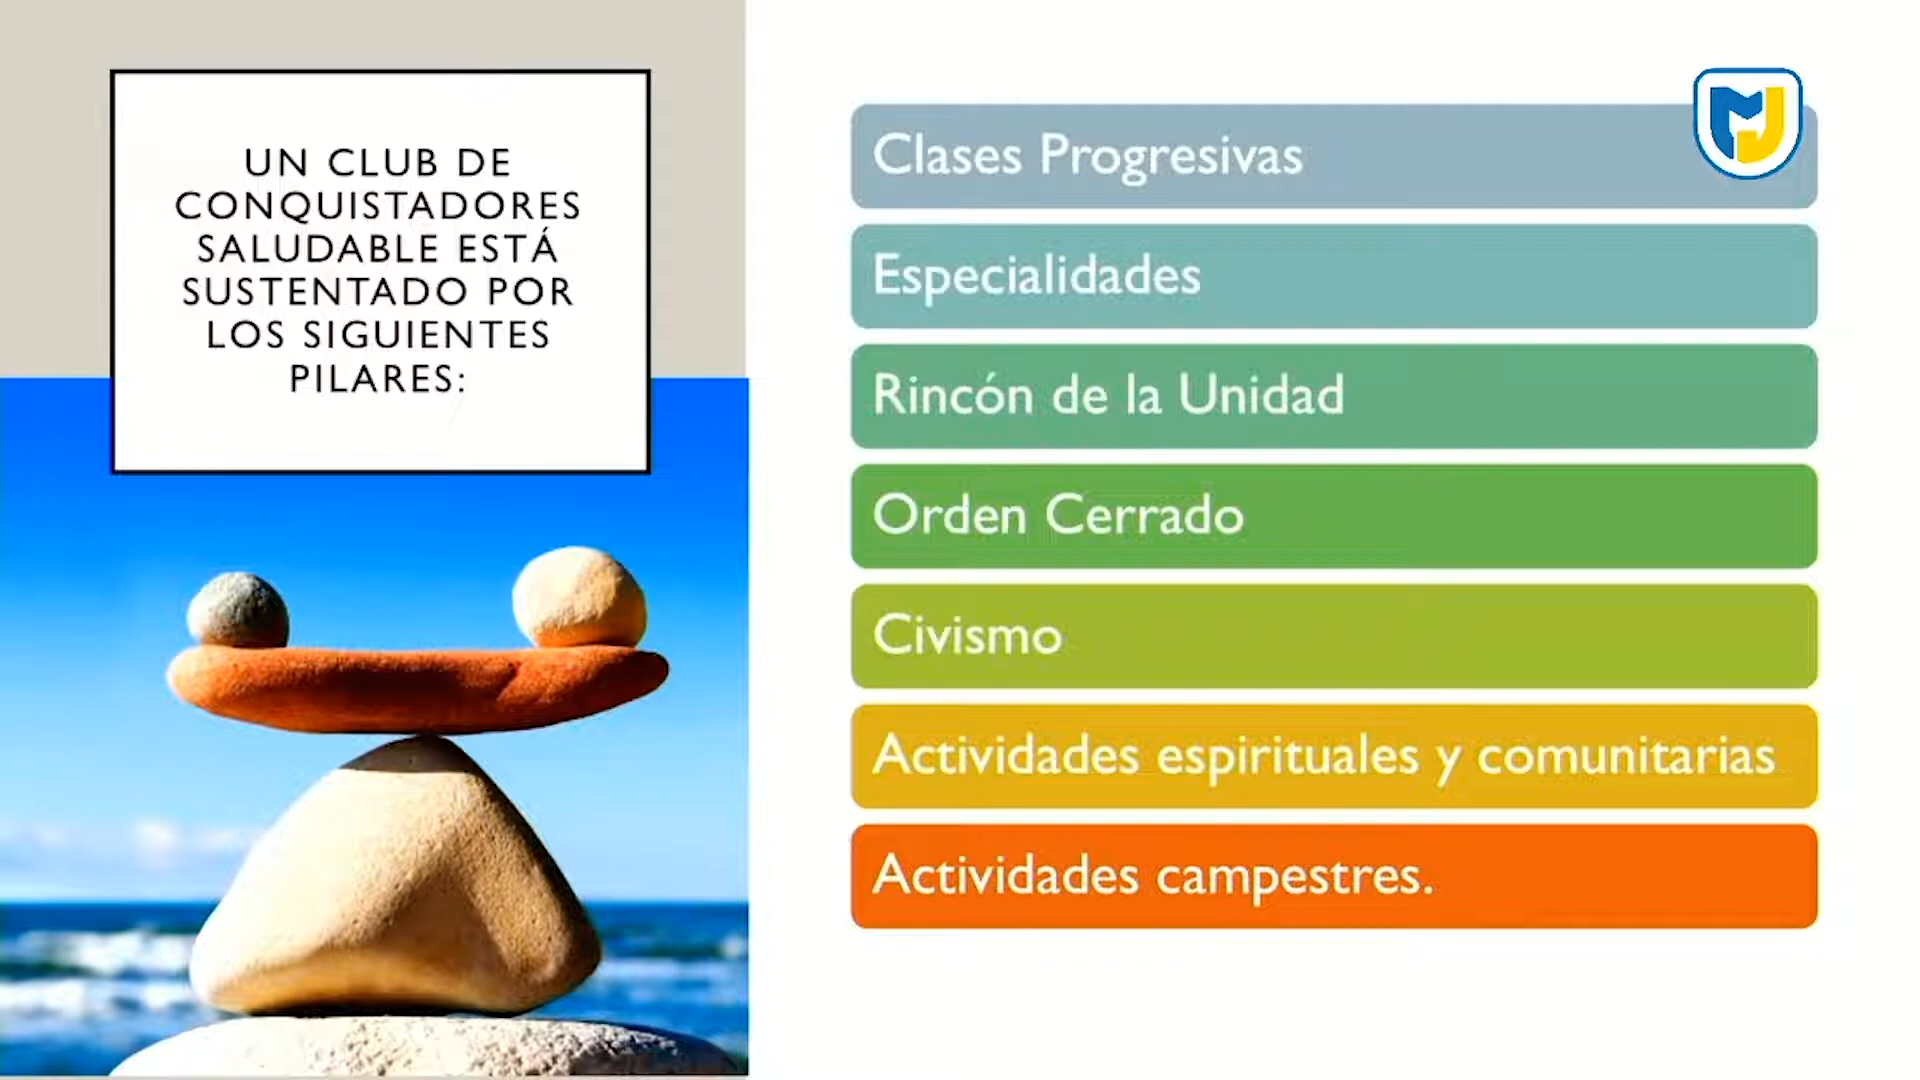 UN CLUB DE
CONQUISTADORES
SALUDABLE ESTÁ
SUSTENTADO POR
LOS SIGUIENTES
PILARES:
Clases Progresivas
Especialidades
Rincón de la Unidad
Orden Cerrado
Civismo
Actividades espirituales y comunitarias
Actividades campestres.